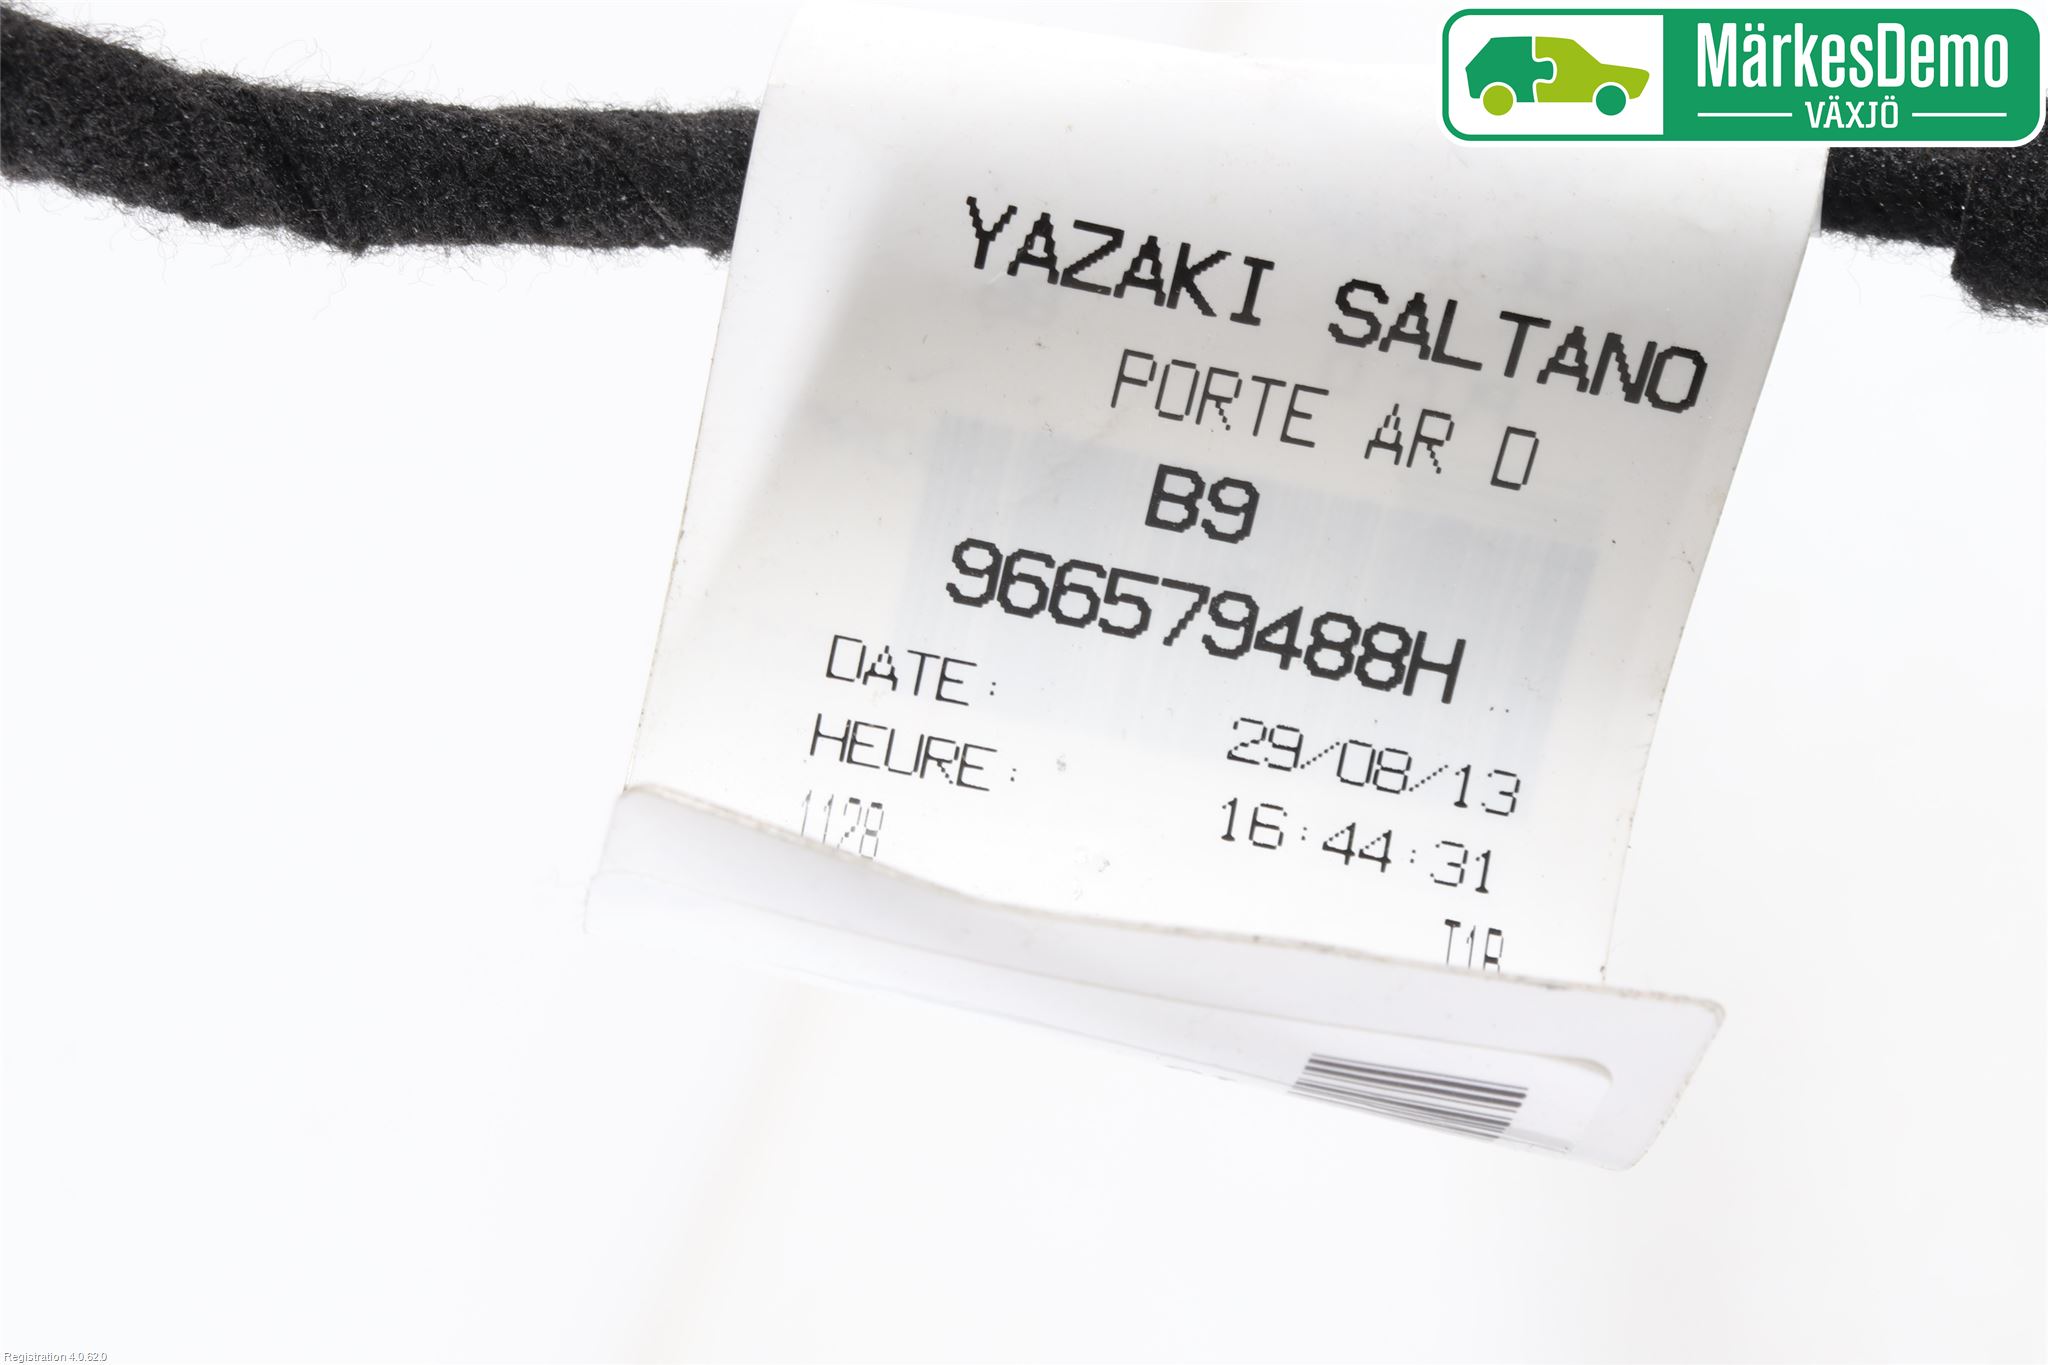 MärkesDemo
VÄXJÖ
YAZAKI SALTANO
PORTE AR D
B9
966579488H
DATE: 29/08/13
HEURE: 16:44:31
1128
T1R
Registration 4.0.62.0